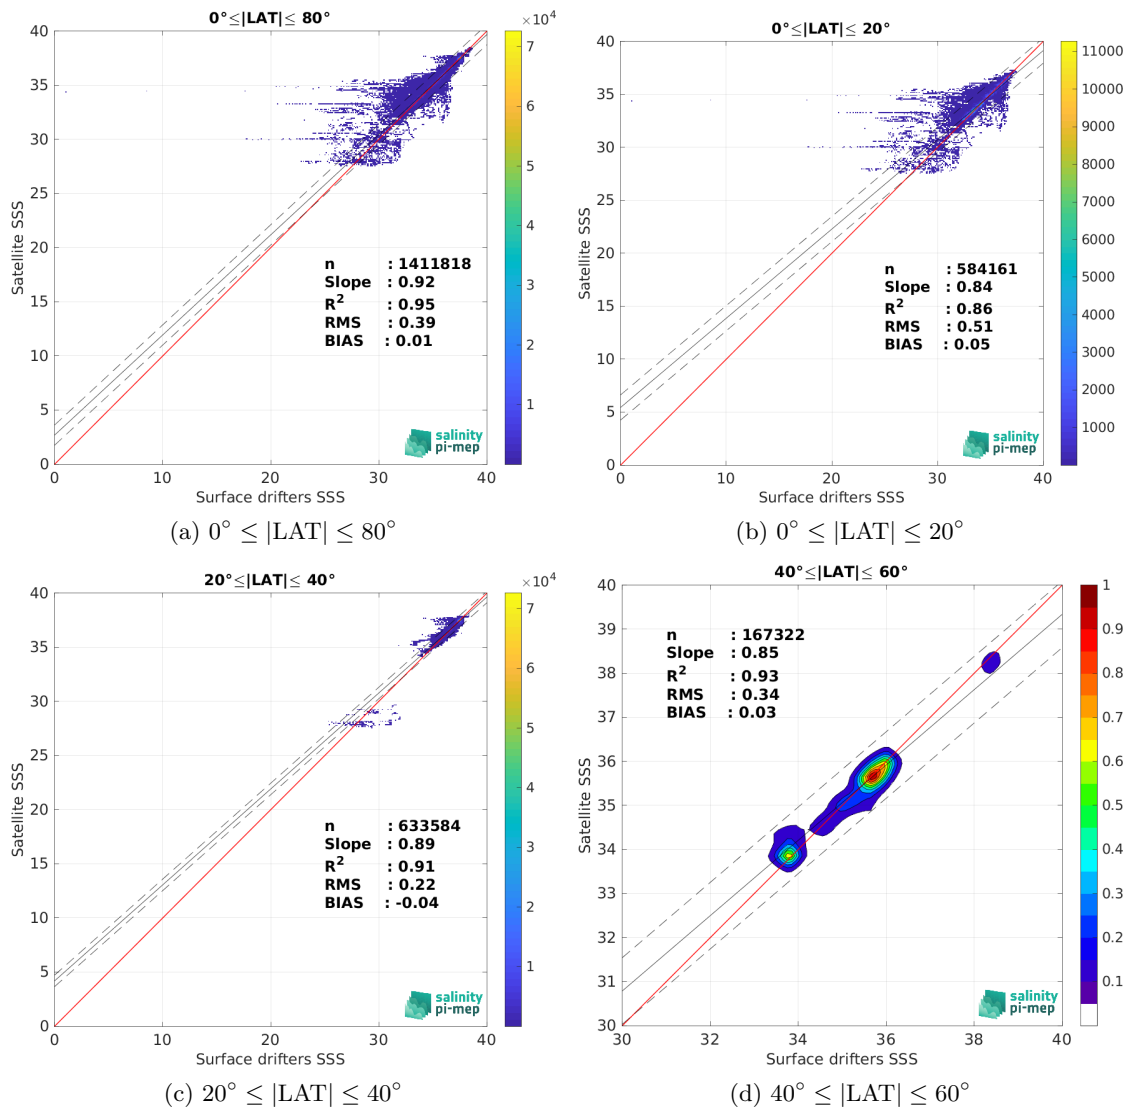 0°≤|LAT|≤ 80°
×10⁴
40
35
30
25
20
15
10
5
0
0 10 20 30 40
7
6
5
4
3
2
1
Satellite SSS
Surface drifters SSS
n : 1411818
Slope : 0.92
R² : 0.95
RMS : 0.39
BIAS : 0.01
salinity
pi-mep
(a) 0° ≤ |LAT| ≤ 80°
0°≤|LAT|≤ 20°
40
35
30
25
20
15
10
5
0
0 10 20 30 40
11000
10000
9000
8000
7000
6000
5000
4000
3000
2000
1000
Satellite SSS
Surface drifters SSS
n : 584161
Slope : 0.84
R² : 0.86
RMS : 0.51
BIAS : 0.05
salinity
pi-mep
(b) 0° ≤ |LAT| ≤ 20°
20°≤|LAT|≤ 40°
×10⁴
40
35
30
25
20
15
10
5
0
0 10 20 30 40
7
6
5
4
3
2
1
Satellite SSS
Surface drifters SSS
n : 633584
Slope : 0.89
R² : 0.91
RMS : 0.22
BIAS : -0.04
salinity
pi-mep
(c) 20° ≤ |LAT| ≤ 40°
40°≤|LAT|≤ 60°
40
39
38
37
36
35
34
33
32
31
30
30 32 34 36 38 40
1
0.9
0.8
0.7
0.6
0.5
0.4
0.3
0.2
0.1
Satellite SSS
Surface drifters SSS
n : 167322
Slope : 0.85
R² : 0.93
RMS : 0.34
BIAS : 0.03
salinity
pi-mep
(d) 40° ≤ |LAT| ≤ 60°